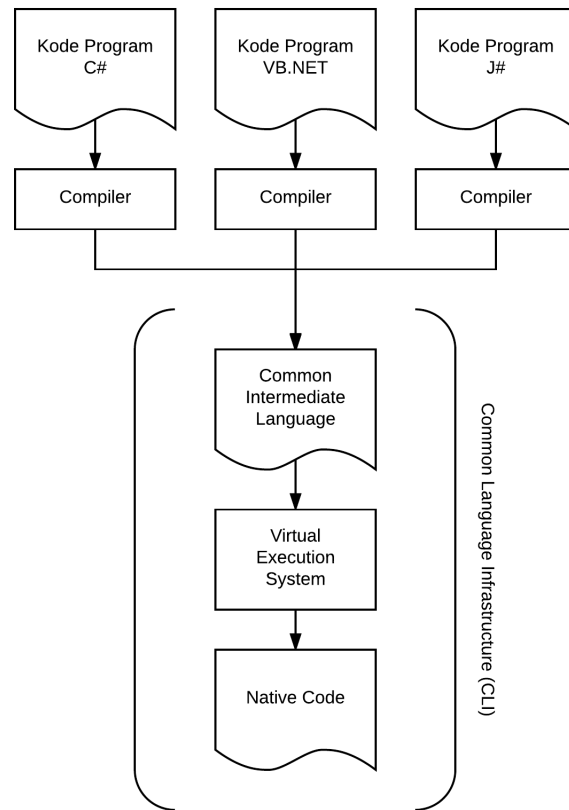 Kode Program
C#
Kode Program
VB.NET
Kode Program
J#
Compiler
Compiler
Compiler
Common
Intermediate
Language
Virtual
Execution
System
Native Code
Common Language Infrastructure (CLI)